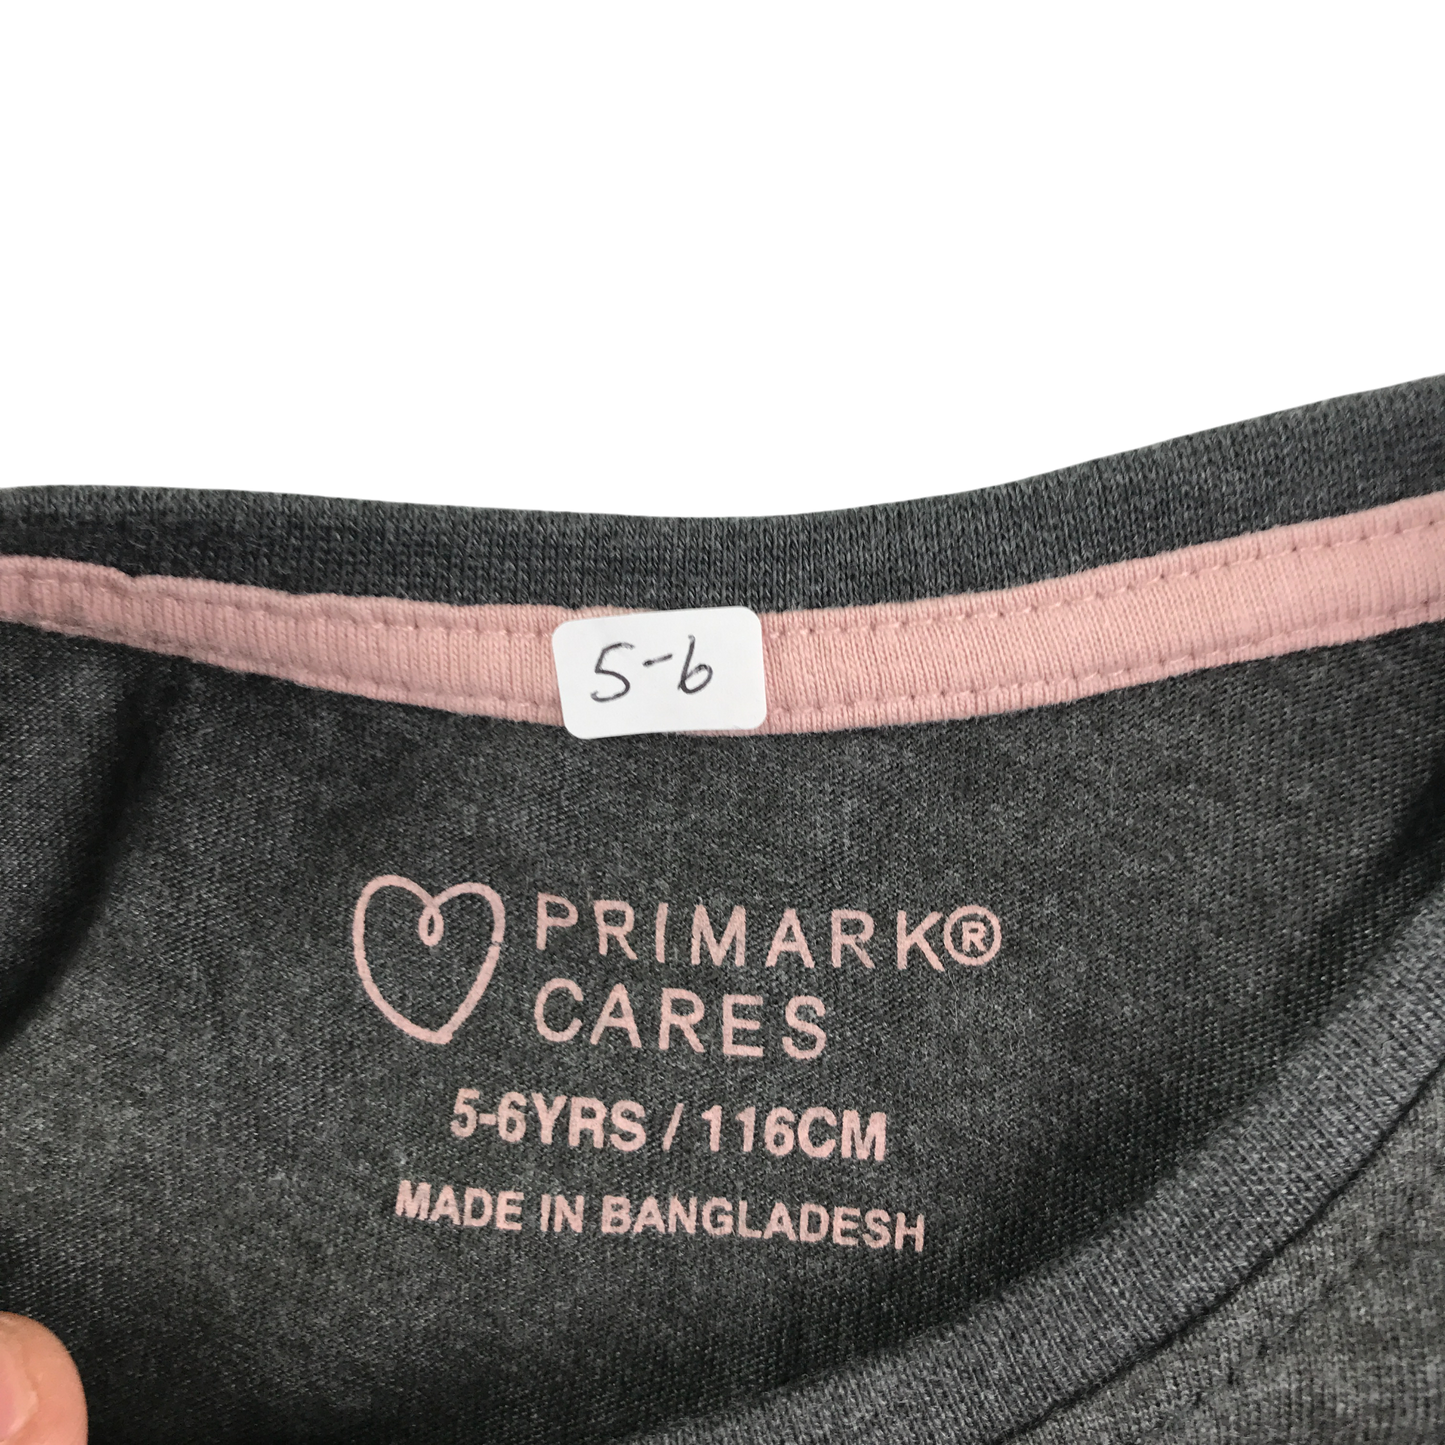 5-6
PRIMARK®
CARES
5-6YRS / 116CM
MADE IN BANGLADESH